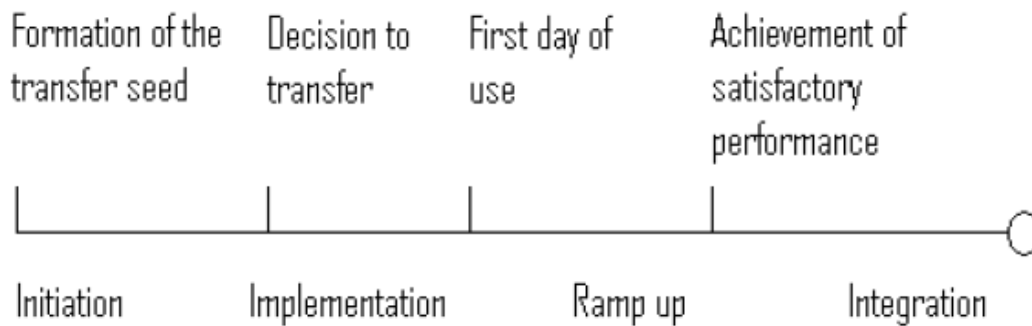 Formation of the
transfer seed
Decision to
transfer
First day of
use
Achievement of
satisfactory
performance
Initiation
Implementation
Ramp up
Integration